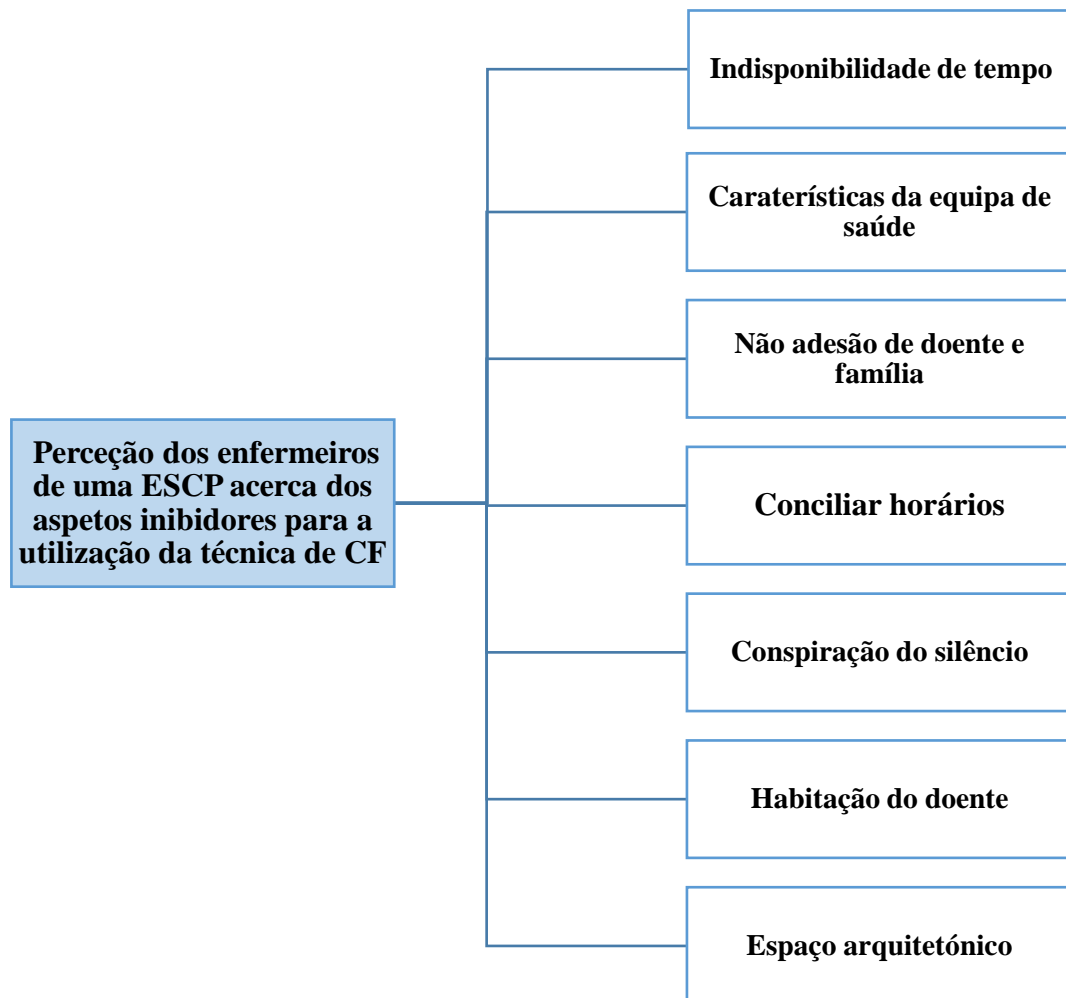 Indisponibilidade de tempo
Caraterísticas da equipa de
saúde
Não adesão de doente e
família
Perceção dos enfermeiros
de uma ESCP acerca dos
aspetos inibidores para a
utilização da técnica de CF
Conciliar horários
Conspiração do silêncio
Habitação do doente
Espaço arquitetónico